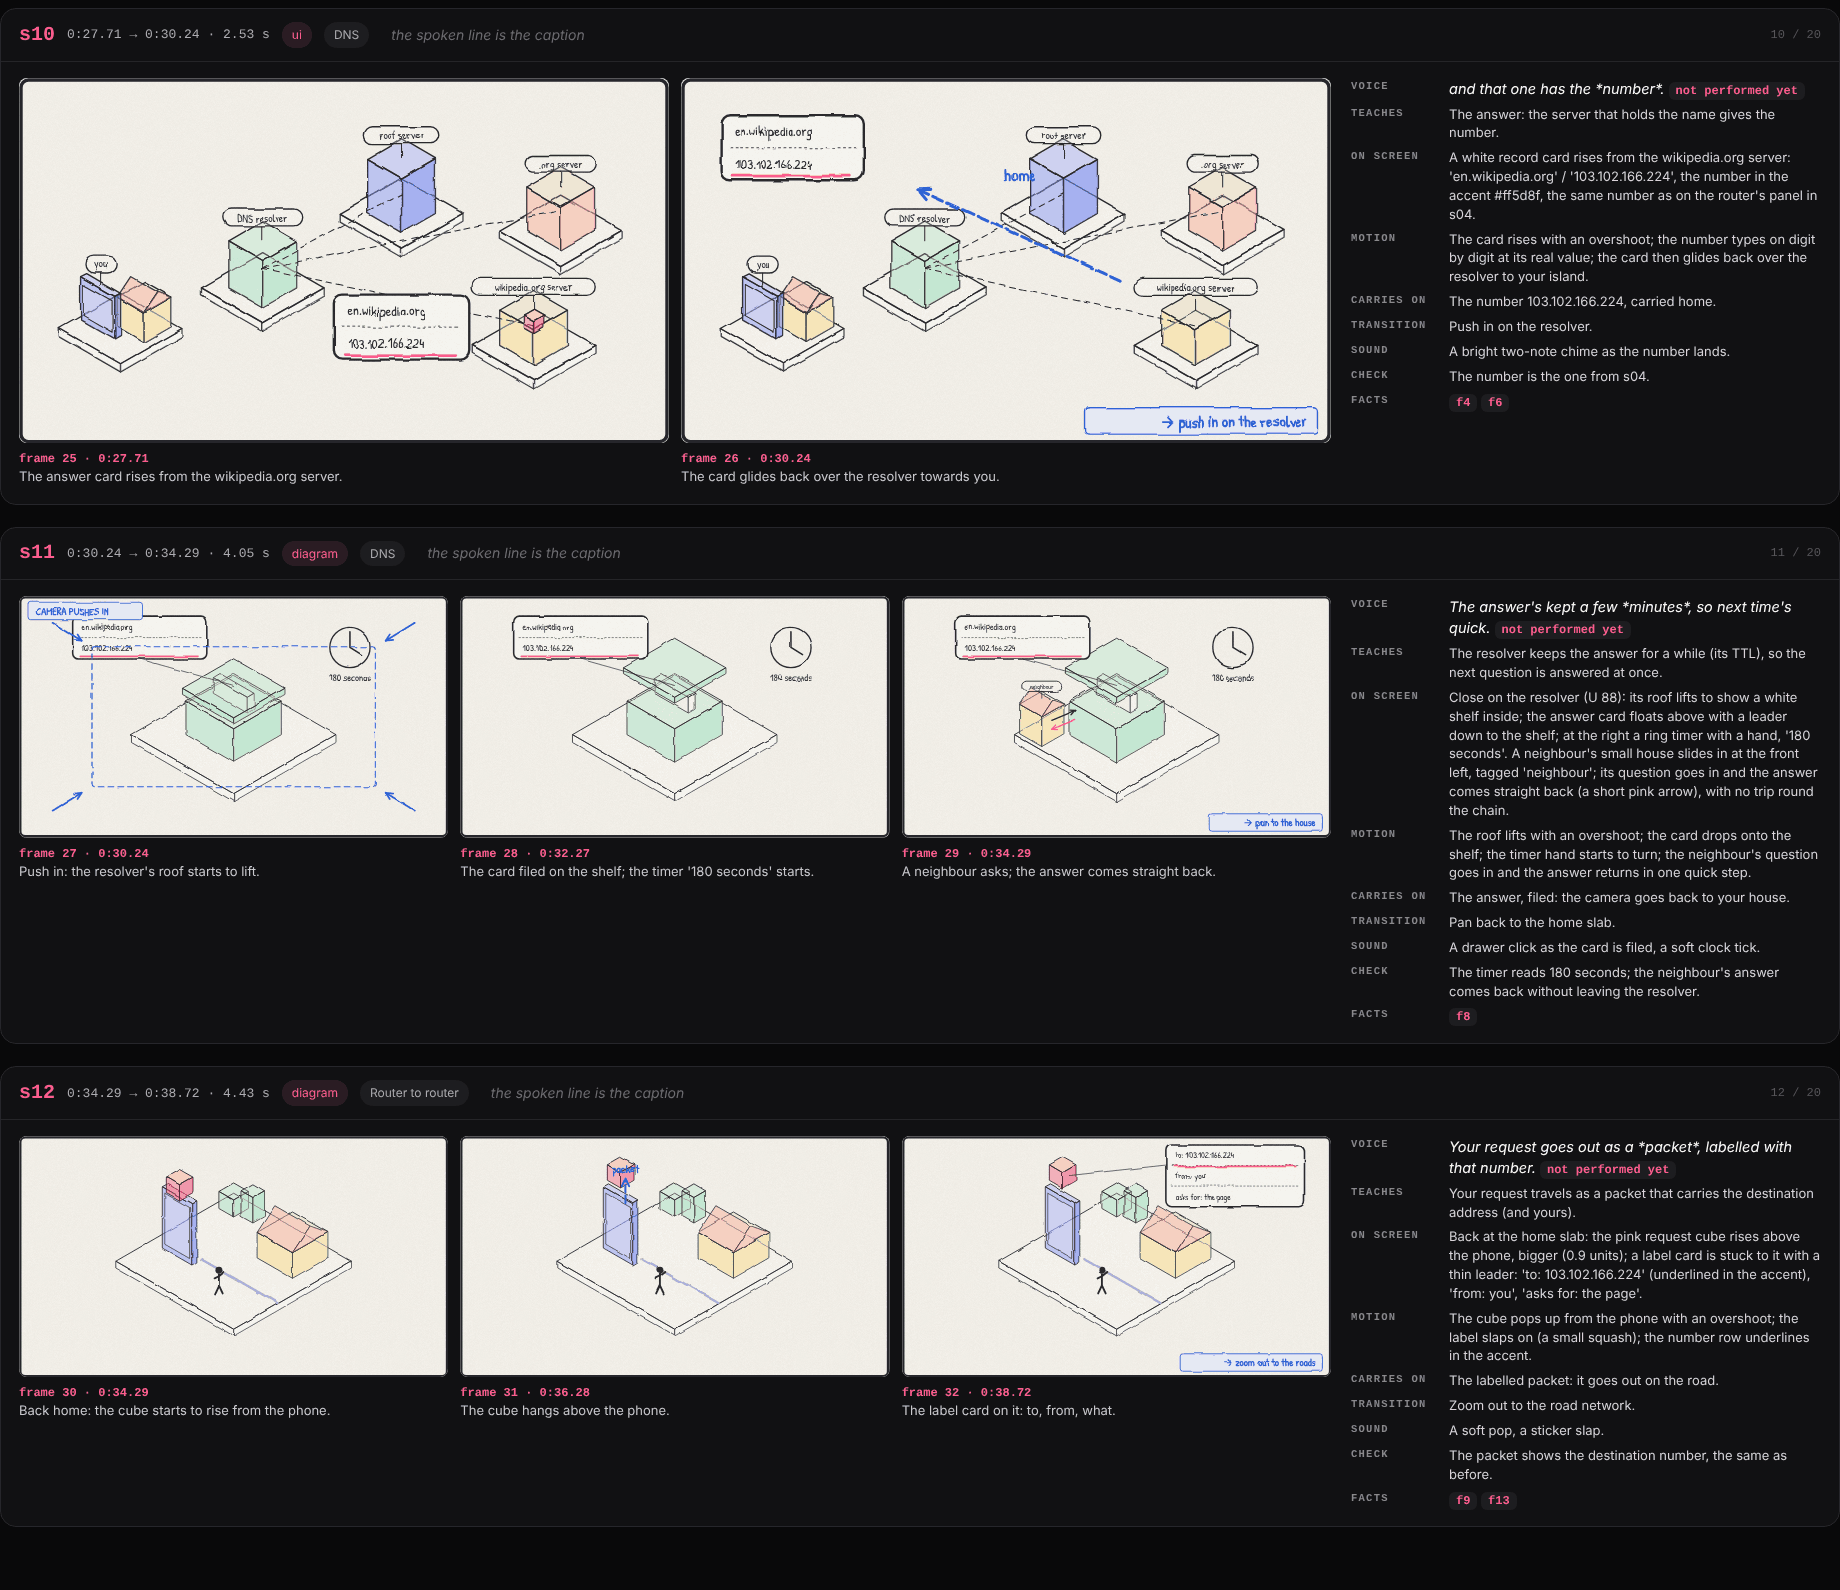 s10 0:27.71 → 0:30.24 · 2.53 s ui DNS the spoken line is the caption 10 / 20
root server
.org server
DNS resolver
you
wikipedia.org server
en.wikipedia.org
103.102.166.224
en.wikipedia.org
103.102.166.224
root server
.org server
home
DNS resolver
you
wikipedia.org server
→ push in on the resolver
frame 25 · 0:27.71
The answer card rises from the wikipedia.org server.
frame 26 · 0:30.24
The card glides back over the resolver towards you.
VOICE and that one has the *number*. not performed yet
TEACHES The answer: the server that holds the name gives the
number.
ON SCREEN A white record card rises from the wikipedia.org server:
'en.wikipedia.org' / '103.102.166.224', the number in the
accent #ff5d8f, the same number as on the router's panel in
s04.
MOTION The card rises with an overshoot; the number types on digit
by digit at its real value; the card then glides back over the
resolver to your island.
CARRIES ON The number 103.102.166.224, carried home.
TRANSITION Push in on the resolver.
SOUND A bright two-note chime as the number lands.
CHECK The number is the one from s04.
FACTS f4 f6
s11 0:30.24 → 0:34.29 · 4.05 s diagram DNS the spoken line is the caption 11 / 20
CAMERA PUSHES IN
en.wikipedia.org
103.102.166.224
180 seconds
en.wikipedia.org
103.102.166.224
180 seconds
en.wikipedia.org
103.102.166.224
180 seconds
neighbour
→ pan to the house
frame 27 · 0:30.24
Push in: the resolver's roof starts to lift.
frame 28 · 0:32.27
The card filed on the shelf; the timer '180 seconds' starts.
frame 29 · 0:34.29
A neighbour asks; the answer comes straight back.
VOICE The answer's kept a few *minutes*, so next time's
quick. not performed yet
TEACHES The resolver keeps the answer for a while (its TTL), so the
next question is answered at once.
ON SCREEN Close on the resolver (U 88): its roof lifts to show a white
shelf inside; the answer card floats above with a leader
down to the shelf; at the right a ring timer with a hand, '180
seconds'. A neighbour's small house slides in at the front
left, tagged 'neighbour'; its question goes in and the answer
comes straight back (a short pink arrow), with no trip round
the chain.
MOTION The roof lifts with an overshoot; the card drops onto the
shelf; the timer hand starts to turn; the neighbour's question
goes in and the answer returns in one quick step.
CARRIES ON The answer, filed: the camera goes back to your house.
TRANSITION Pan back to the home slab.
SOUND A drawer click as the card is filed, a soft clock tick.
CHECK The timer reads 180 seconds; the neighbour's answer
comes back without leaving the resolver.
FACTS f8
s12 0:34.29 → 0:38.72 · 4.43 s diagram Router to router the spoken line is the caption 12 / 20
packet
to: 103.102.166.224
from: you
asks for: the page
→ zoom out to the roads
frame 30 · 0:34.29
Back home: the cube starts to rise from the phone.
frame 31 · 0:36.28
The cube hangs above the phone.
frame 32 · 0:38.72
The label card on it: to, from, what.
VOICE Your request goes out as a *packet*, labelled with
that number. not performed yet
TEACHES Your request travels as a packet that carries the destination
address (and yours).
ON SCREEN Back at the home slab: the pink request cube rises above
the phone, bigger (0.9 units); a label card is stuck to it with a
thin leader: 'to: 103.102.166.224' (underlined in the accent),
'from: you', 'asks for: the page'.
MOTION The cube pops up from the phone with an overshoot; the
label slaps on (a small squash); the number row underlines
in the accent.
CARRIES ON The labelled packet: it goes out on the road.
TRANSITION Zoom out to the road network.
SOUND A soft pop, a sticker slap.
CHECK The packet shows the destination number, the same as
before.
FACTS f9 f13